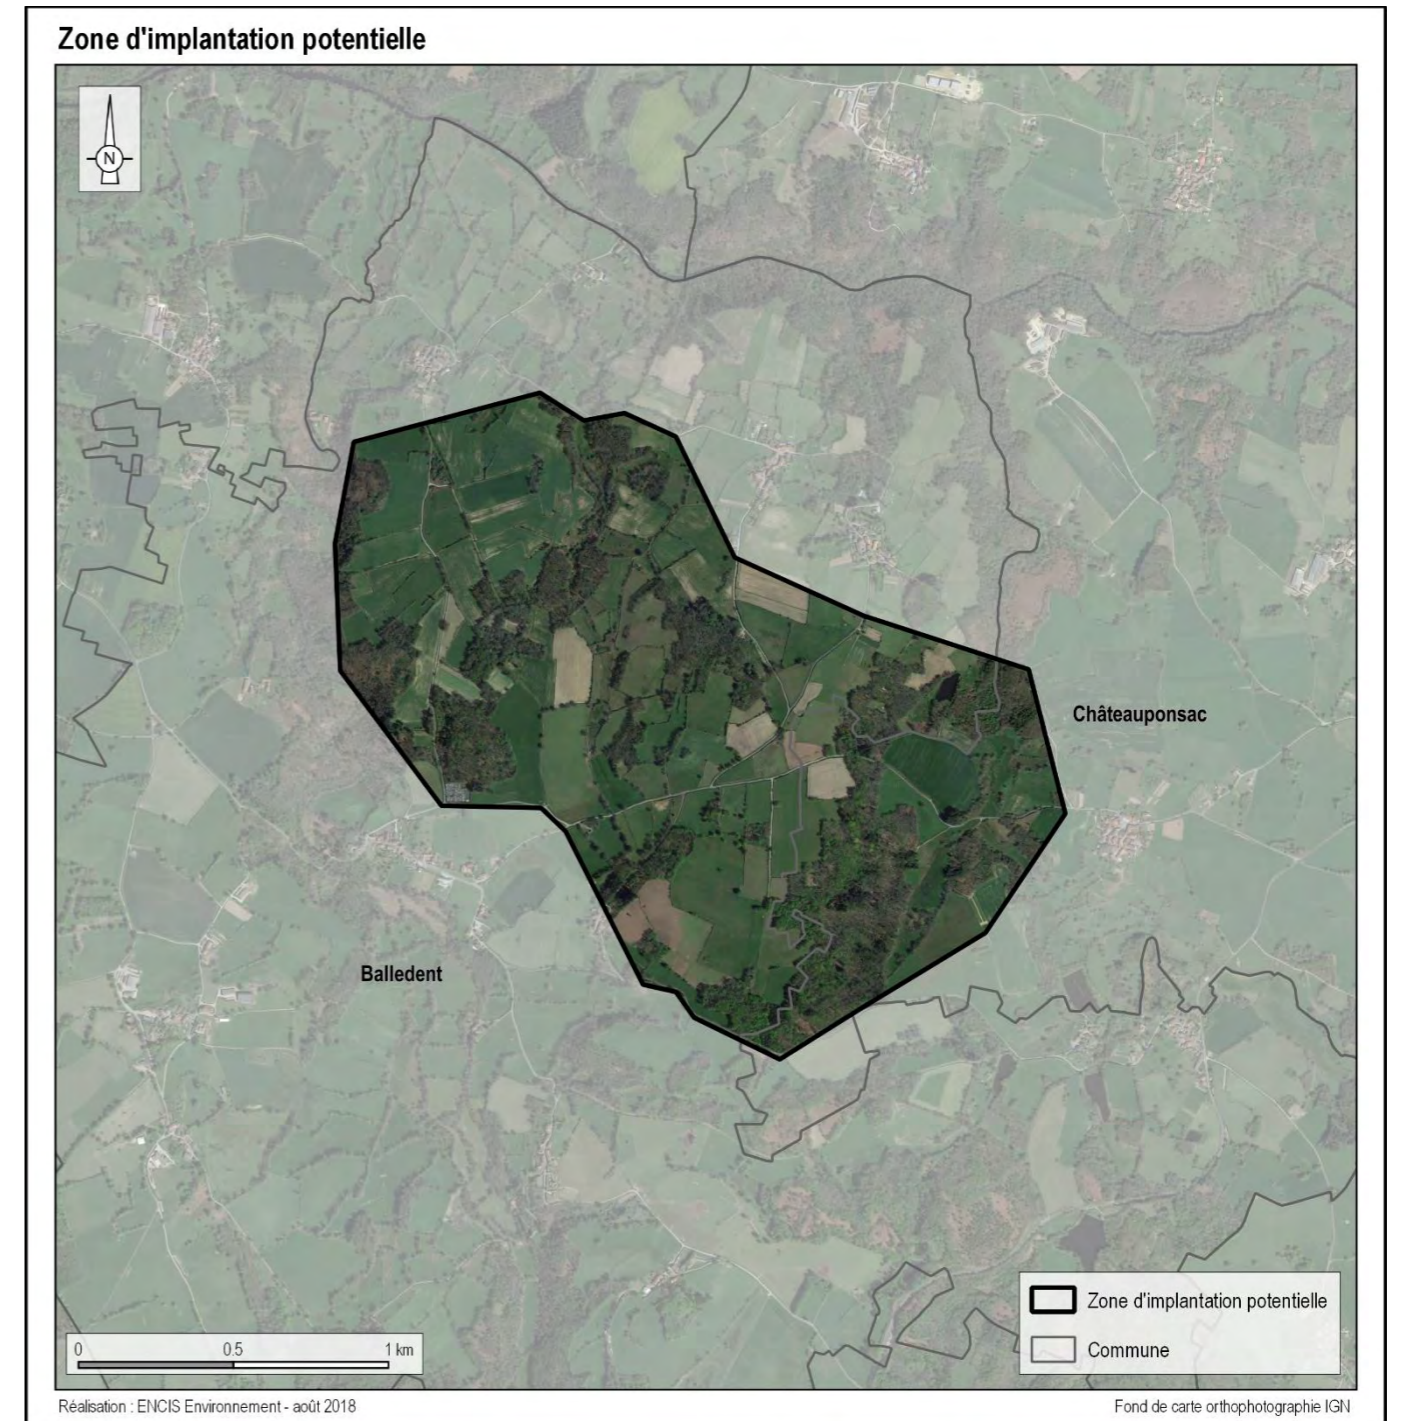 Zone d'implantation potentielle
N
Châteauponsac
Balledent
Zone d'implantation potentielle
Commune
0 0.5 1 km
Réalisation : ENCIS Environnement - août 2018
Fond de carte orthophotographie IGN